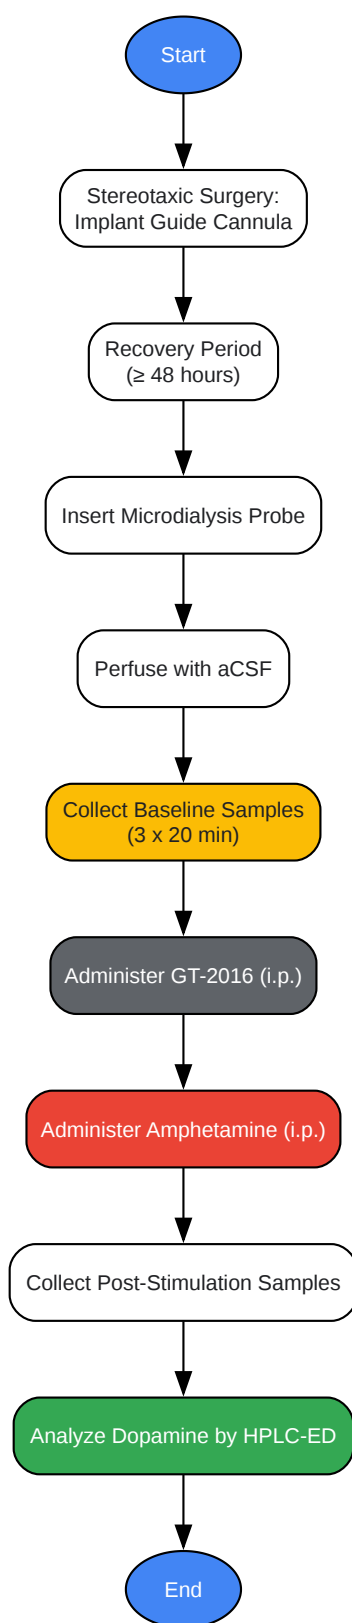 Start
Stereotaxic Surgery:
Implant Guide Cannula
Recovery Period
(≥ 48 hours)
Insert Microdialysis Probe
Perfuse with aCSF
Collect Baseline Samples
(3 x 20 min)
Administer GT-2016 (i.p.)
Administer Amphetamine (i.p.)
Collect Post-Stimulation Samples
Analyze Dopamine by HPLC-ED
End